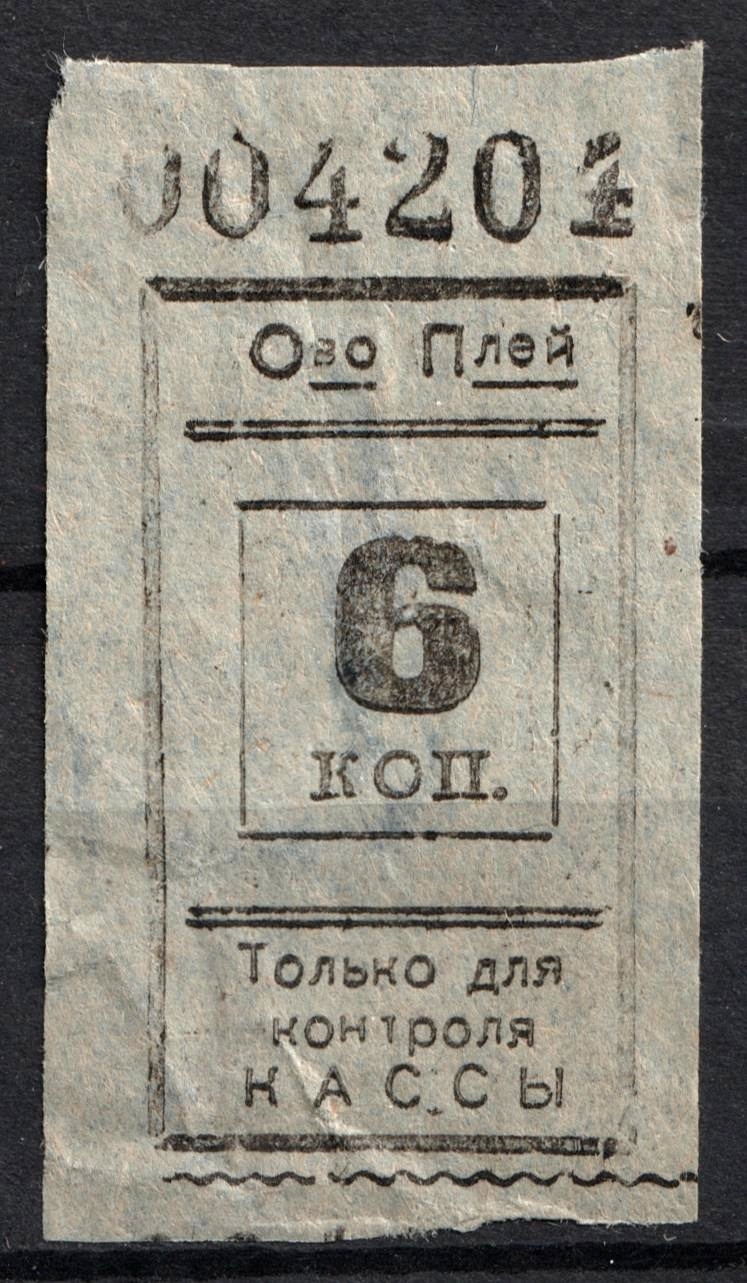 004204
Ово Плей
6
коп.
Только для
контроля
КАССЫ